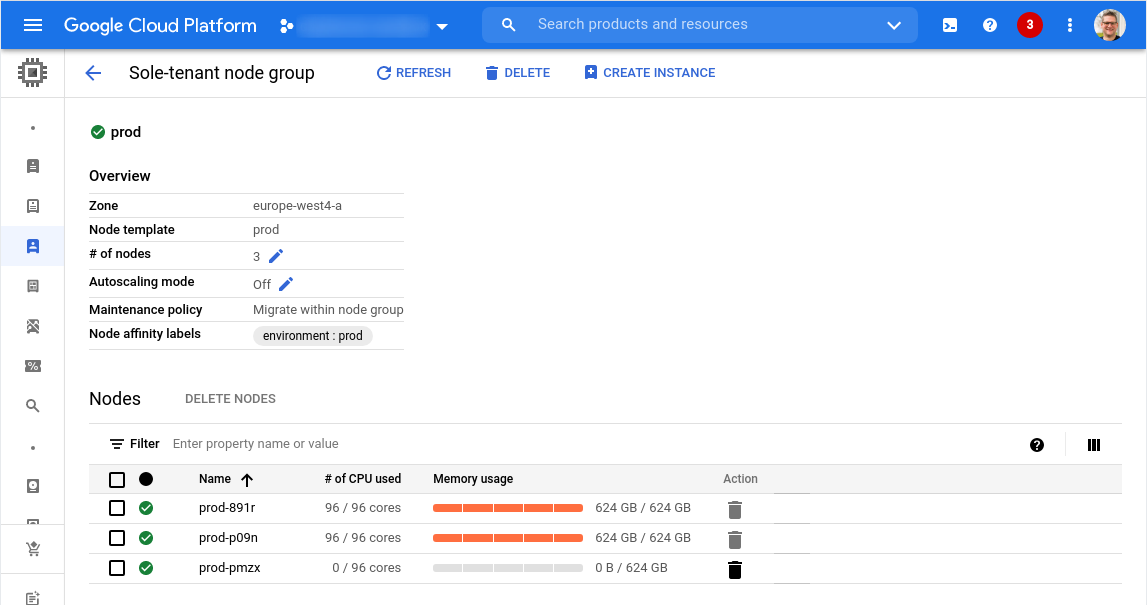 Google Cloud Platform
Search products and resources
3
Sole-tenant node group
REFRESH
DELETE
CREATE INSTANCE
prod
Overview
Zone europe-west4-a
Node template prod
# of nodes 3
Autoscaling mode Off
Maintenance policy Migrate within node group
Node affinity labels environment : prod
Nodes
DELETE NODES
Filter Enter property name or value
Name # of CPU used Memory usage Action
prod-891r 96 / 96 cores 624 GB / 624 GB
prod-p09n 96 / 96 cores 624 GB / 624 GB
prod-pmzx 0 / 96 cores 0 B / 624 GB